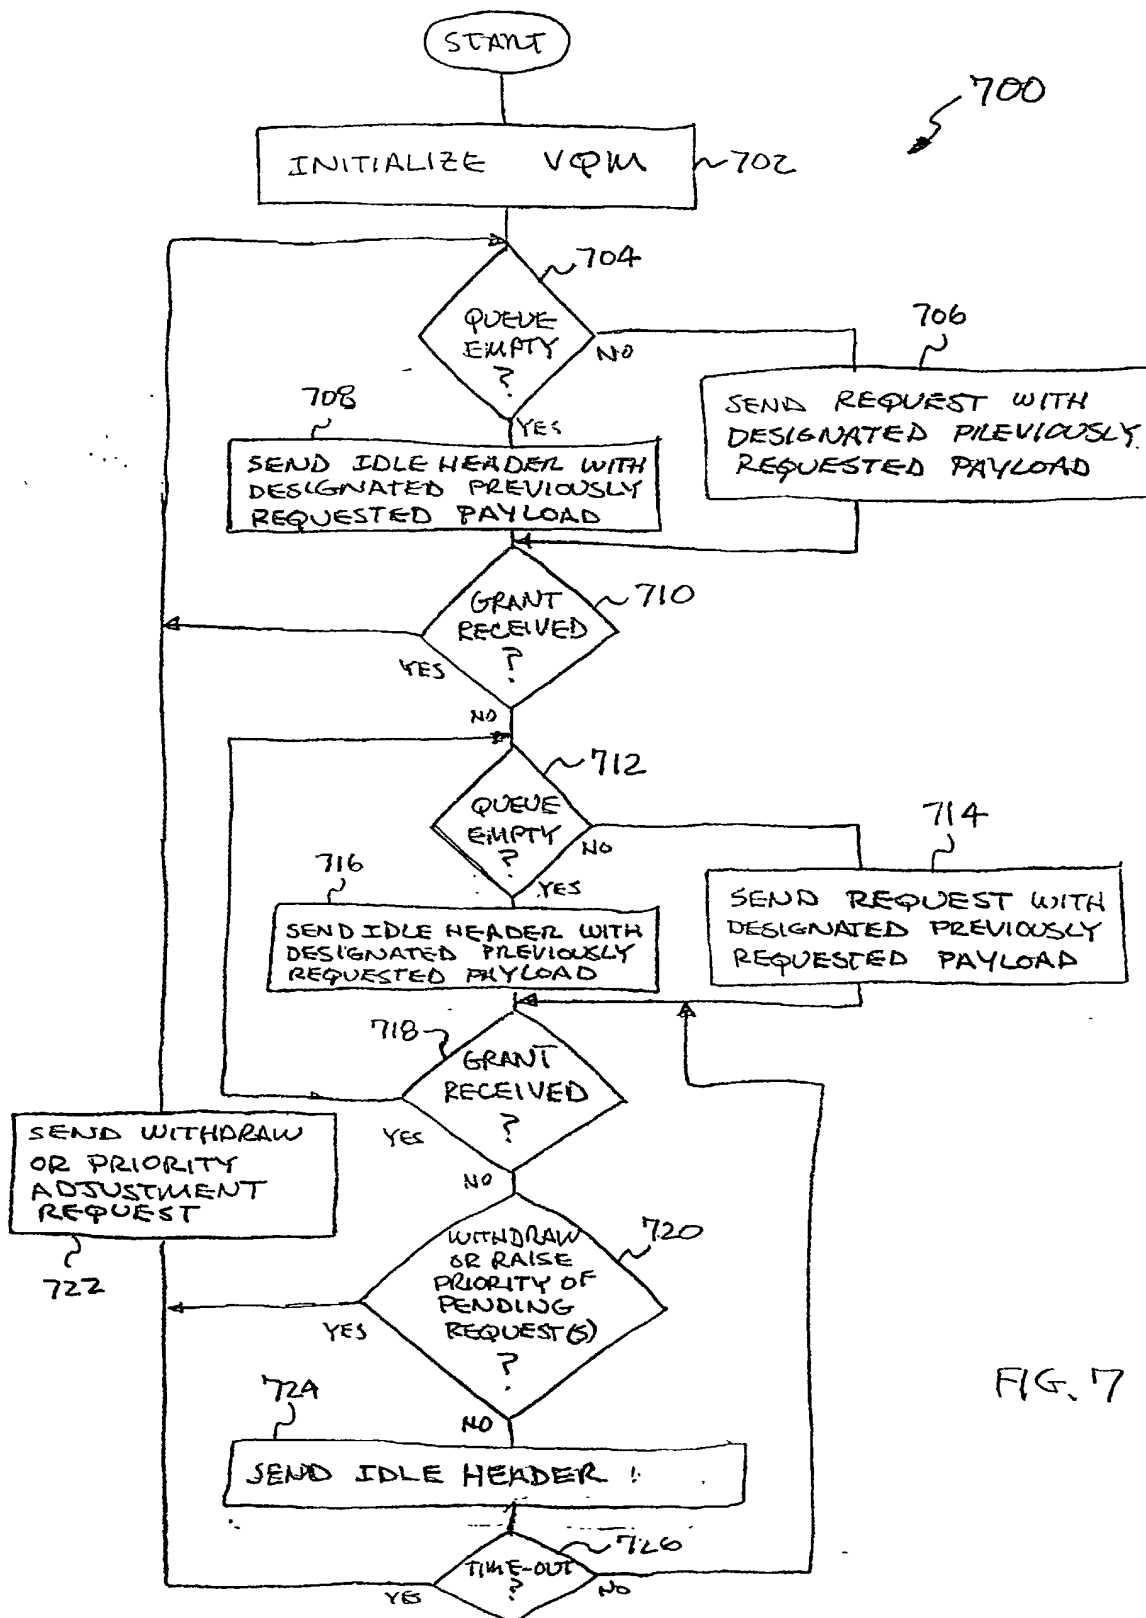 START
700
INITIALIZE VQM
702
704
QUEUE
EMPTY
?
NO
YES
706
SEND REQUEST WITH
DESIGNATED PREVIOUSLY
REQUESTED PAYLOAD
708
SEND IDLE HEADER WITH
DESIGNATED PREVIOUSLY
REQUESTED PAYLOAD
GRANT
RECEIVED
?
710
YES
NO
712
QUEUE
EMPTY
?
NO
YES
714
SEND REQUEST WITH
DESIGNATED PREVIOUSLY
REQUESTED PAYLOAD
716
SEND IDLE HEADER WITH
DESIGNATED PREVIOUSLY
REQUESTED PAYLOAD
718
GRANT
RECEIVED
?
YES
NO
SEND WITHDRAW
OR PRIORITY
ADJUSTMENT
REQUEST
722
WITHDRAW
OR RAISE
PRIORITY OF
PENDING
REQUEST(S)
?
720
YES
NO
724
SEND IDLE HEADER
FIG. 7
TIME-OUT
?
726
YES
NO